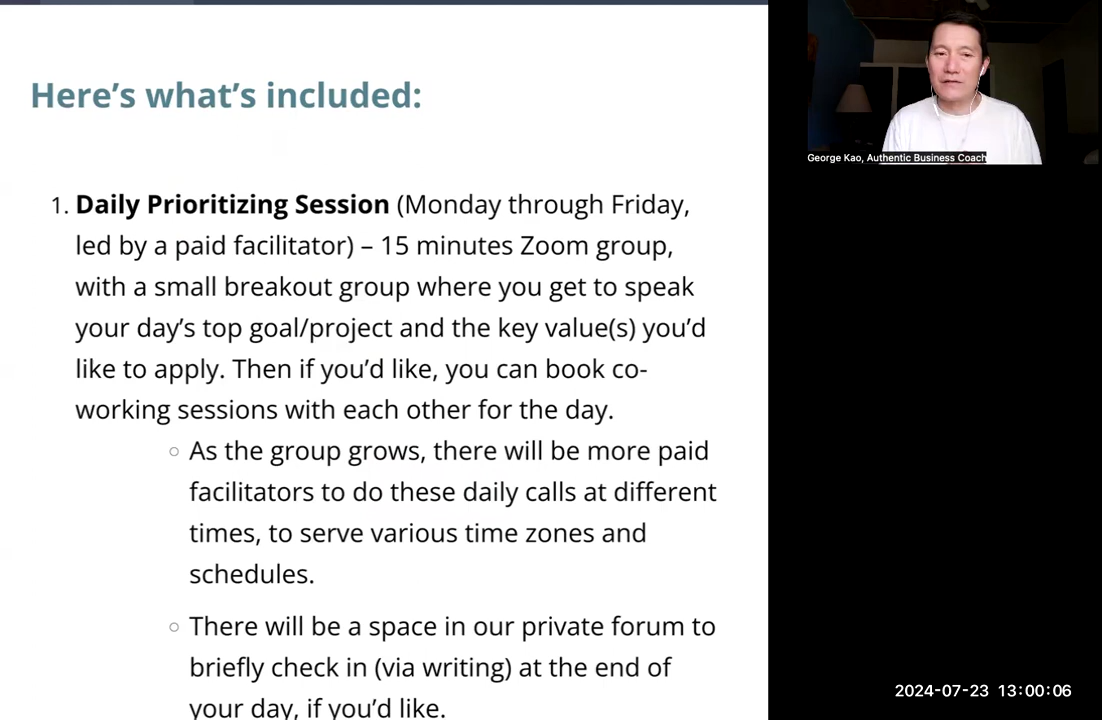 Here’s what’s included:
1. Daily Prioritizing Session (Monday through Friday,
led by a paid facilitator) – 15 minutes Zoom group,
with a small breakout group where you get to speak
your day’s top goal/project and the key value(s) you’d
like to apply. Then if you’d like, you can book co-
working sessions with each other for the day.
○ As the group grows, there will be more paid
facilitators to do these daily calls at different
times, to serve various time zones and
schedules.
○ There will be a space in our private forum to
briefly check in (via writing) at the end of
your day, if you’d like.
George Kao, Authentic Business Coach
2024-07-23 13:00:06